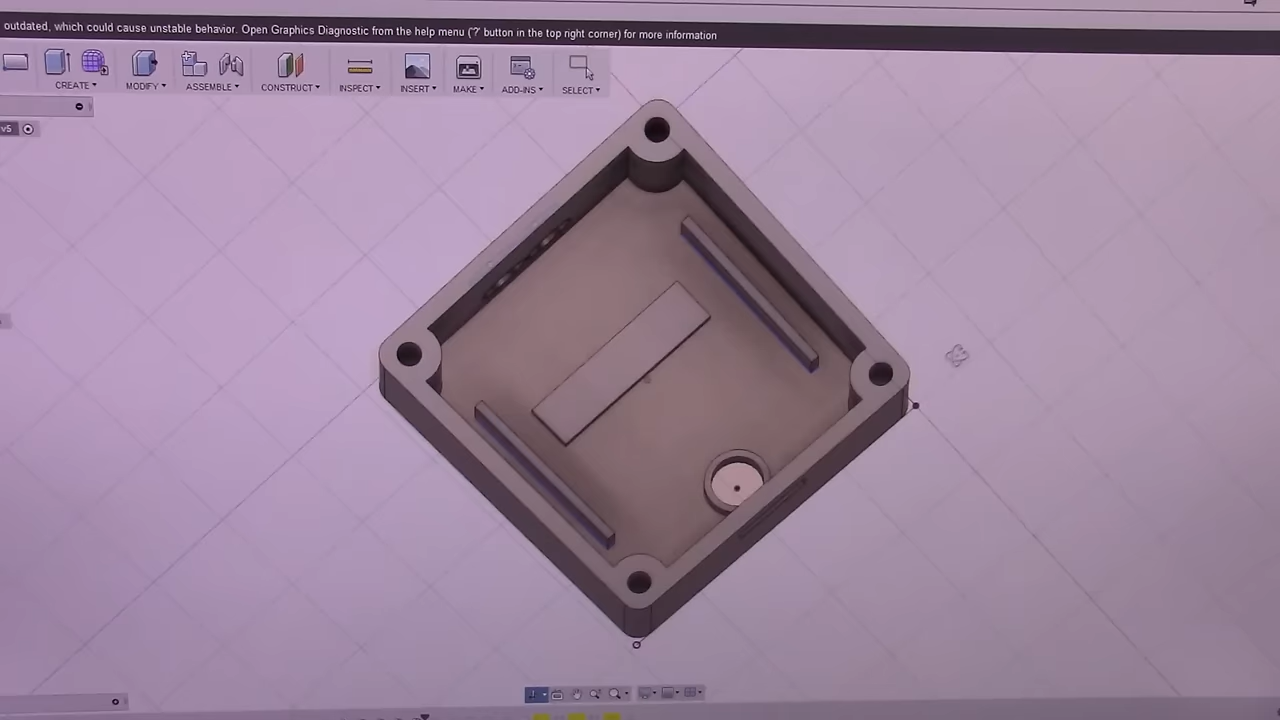 outdated, which could cause unstable behavior. Open Graphics Diagnostic from the help menu ('?' button in the top right corner) for more information
CREATE MODIFY ASSEMBLE CONSTRUCT INSPECT INSERT MAKE ADD-INS SELECT
v5